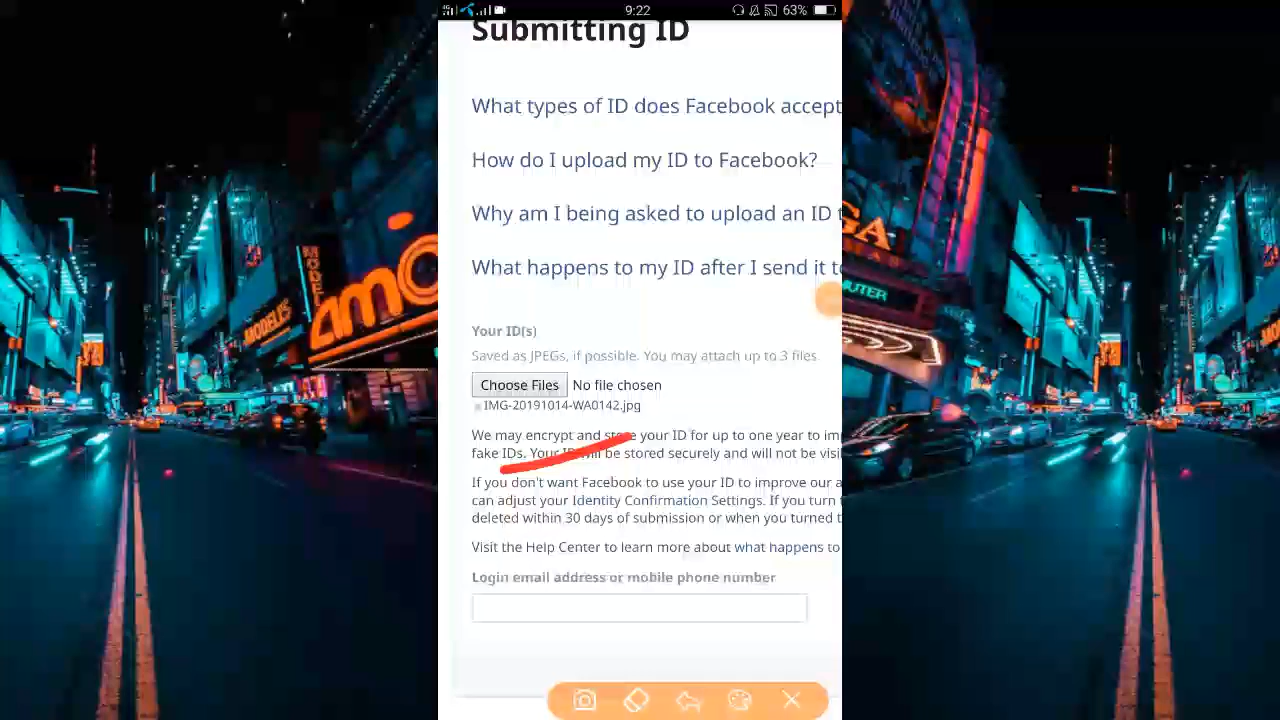 4G 9:22 63%
Submitting ID
What types of ID does Facebook accept
How do I upload my ID to Facebook?
Why am I being asked to upload an ID t
What happens to my ID after I send it to
Your ID(s)
Saved as JPEGs, if possible. You may attach up to 3 files.
Choose Files No file chosen
IMG-20191014-WA0142.jpg
We may encrypt and store your ID for up to one year to im
fake IDs. Your ID will be stored securely and will not be visi
If you don't want Facebook to use your ID to improve our a
can adjust your Identity Confirmation Settings. If you turn
deleted within 30 days of submission or when you turned t
Visit the Help Center to learn more about what happens to
Login email address or mobile phone number
MODELL'S
AMC